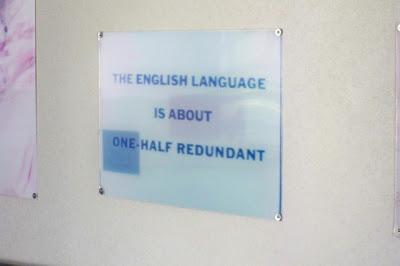 THE ENGLISH LANGUAGE
IS ABOUT
ONE-HALF REDUNDANT